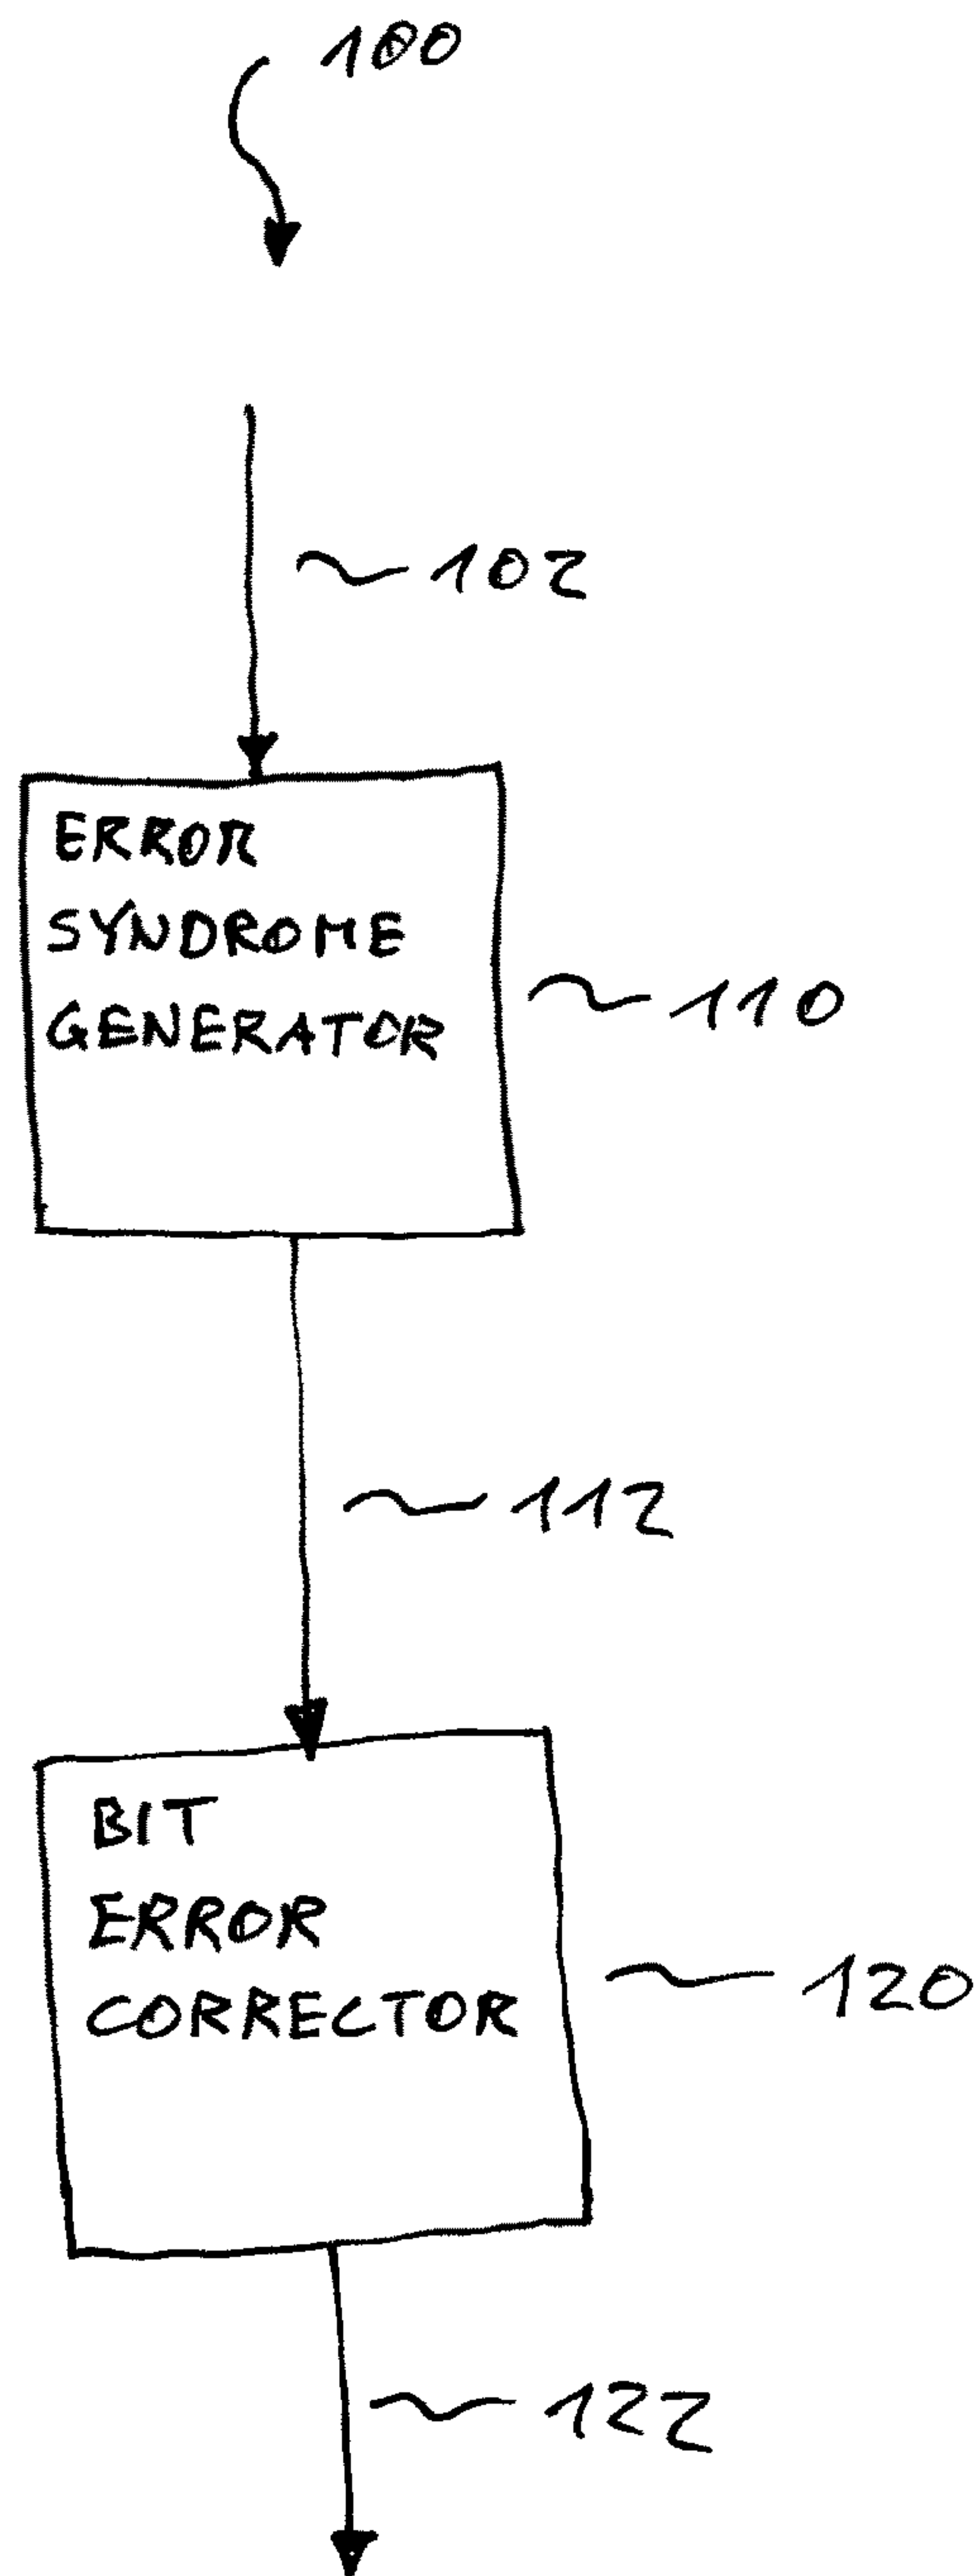 100
102
ERROR
SYNDROME
GENERATOR
110
112
BIT
ERROR
CORRECTOR
120
122